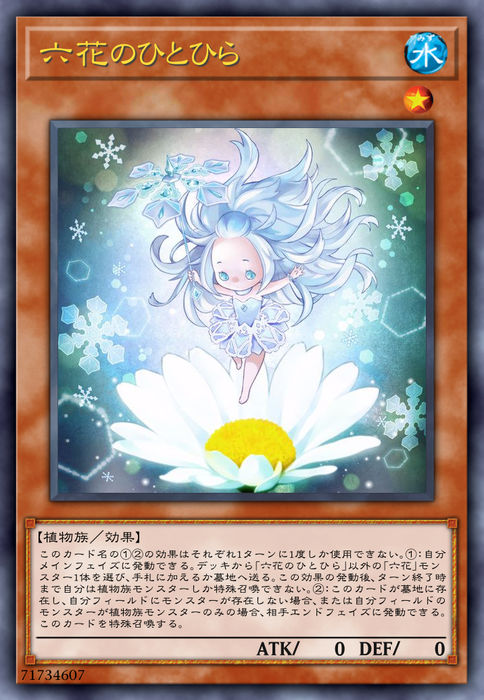 六花のひとひら
みず
水
【植物族／効果】
このカード名の①②の効果はそれぞれ1ターンに1度しか使用できない。①：自分
メインフェイズに発動できる。デッキから「六花のひとひら」以外の「六花」モン
スター1体を選び、手札に加えるか墓地へ送る。この効果の発動後、ターン終了時
まで自分は植物族モンスターしか特殊召喚できない。②：このカードが墓地に存
在し、自分フィールドにモンスターが存在しない場合、または自分フィールドの
モンスターが植物族モンスターのみの場合、相手エンドフェイズに発動できる。
このカードを特殊召喚する。
ATK/ 0 DEF/ 0
71734607